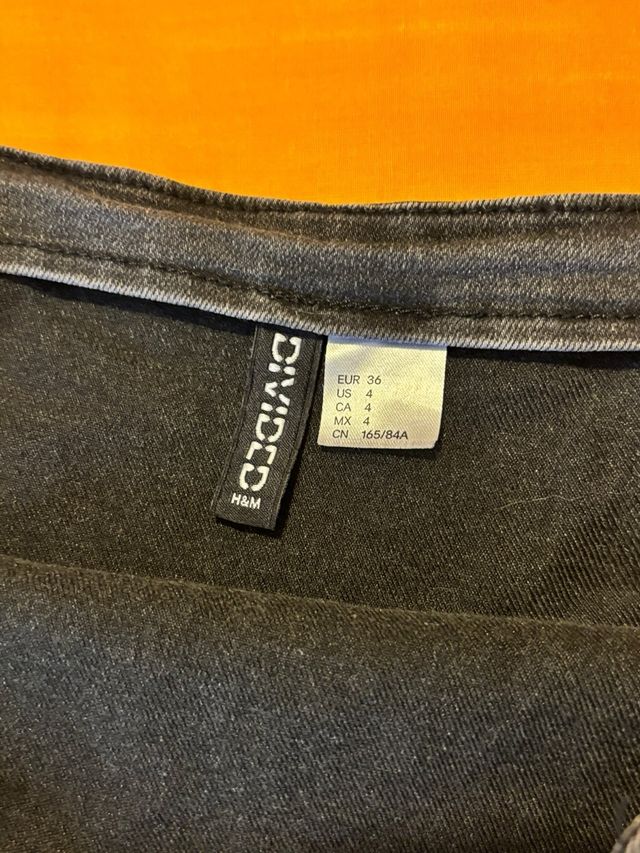 DIVIDED
H&M
EUR 36
US 4
CA 4
MX 4
CN 165/84A